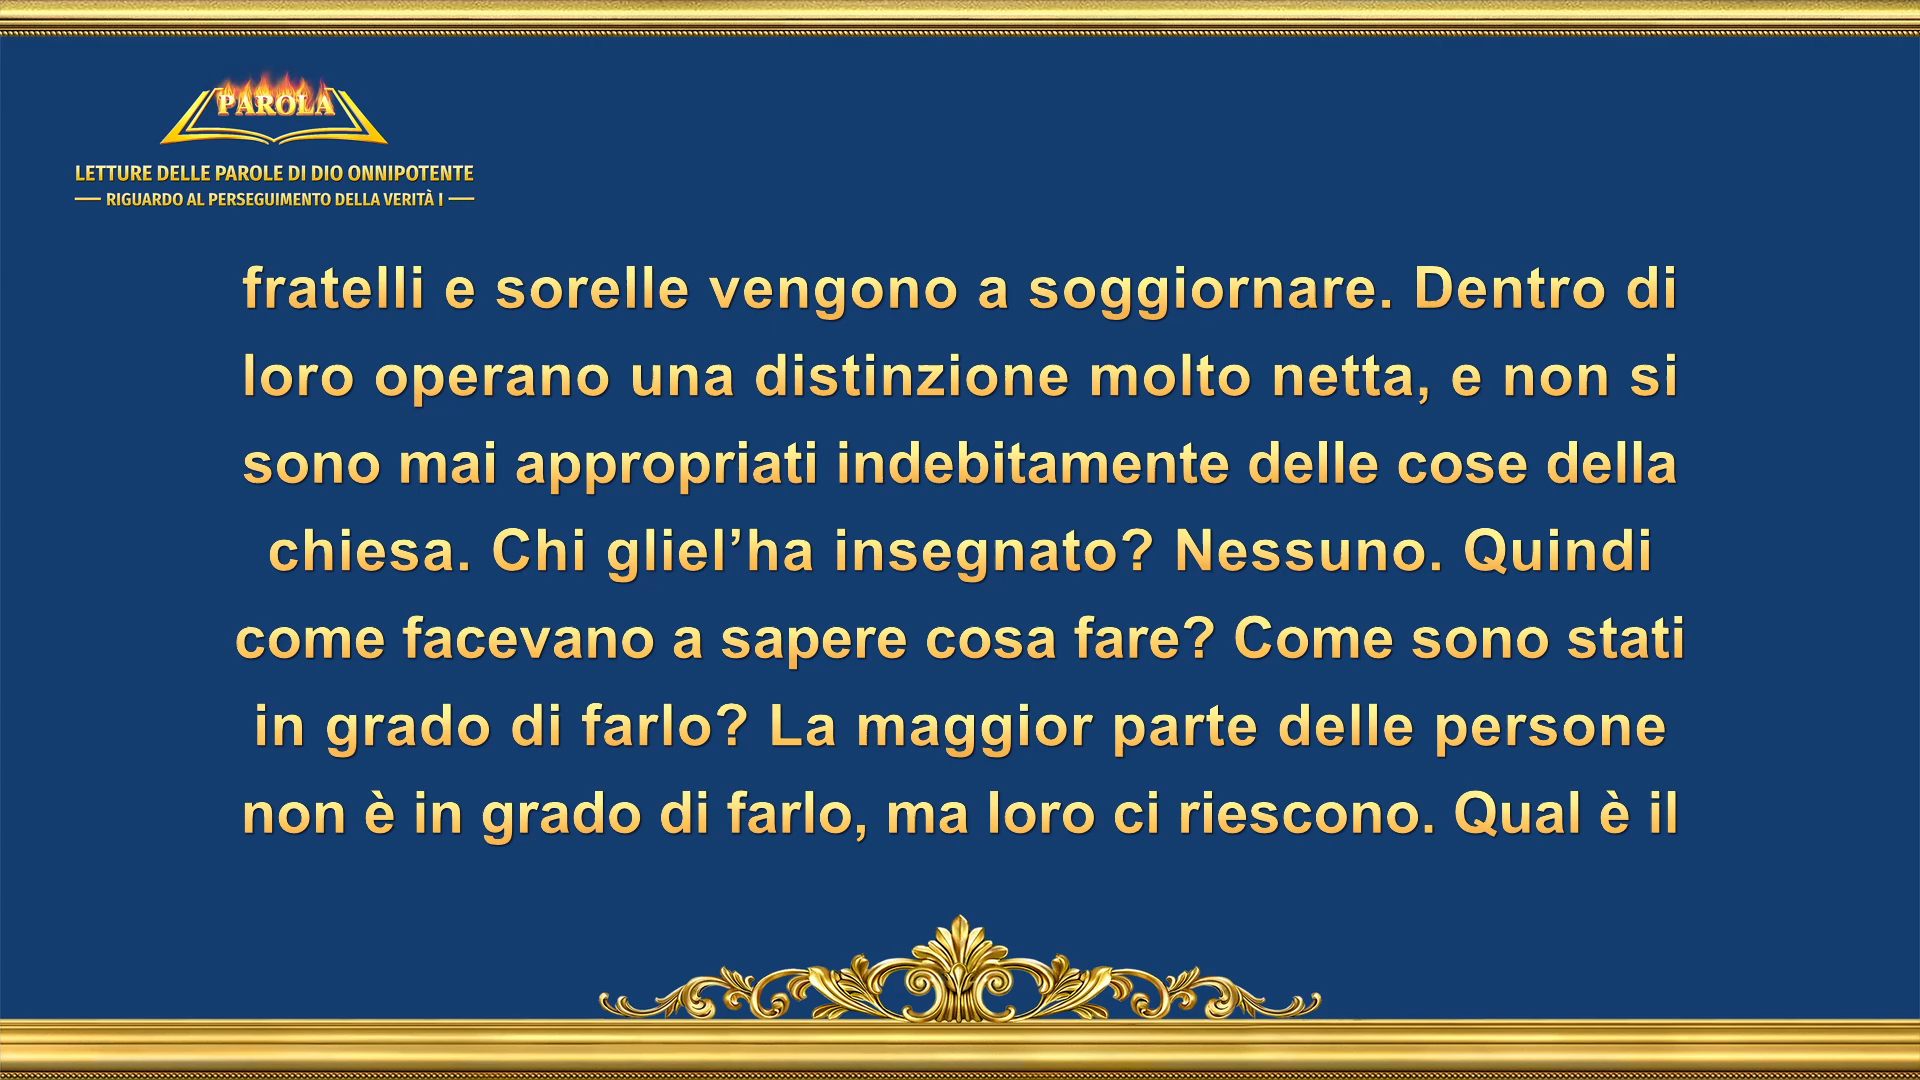 PAROLA
LETTURE DELLE PAROLE DI DIO ONNIPOTENTE
RIGUARDO AL PERSEGUIMENTO DELLA VERITÀ I
fratelli e sorelle vengono a soggiornare. Dentro di
loro operano una distinzione molto netta, e non si
sono mai appropriati indebitamente delle cose della
chiesa. Chi gliel’ha insegnato? Nessuno. Quindi
come facevano a sapere cosa fare? Come sono stati
in grado di farlo? La maggior parte delle persone
non è in grado di farlo, ma loro ci riescono. Qual è il